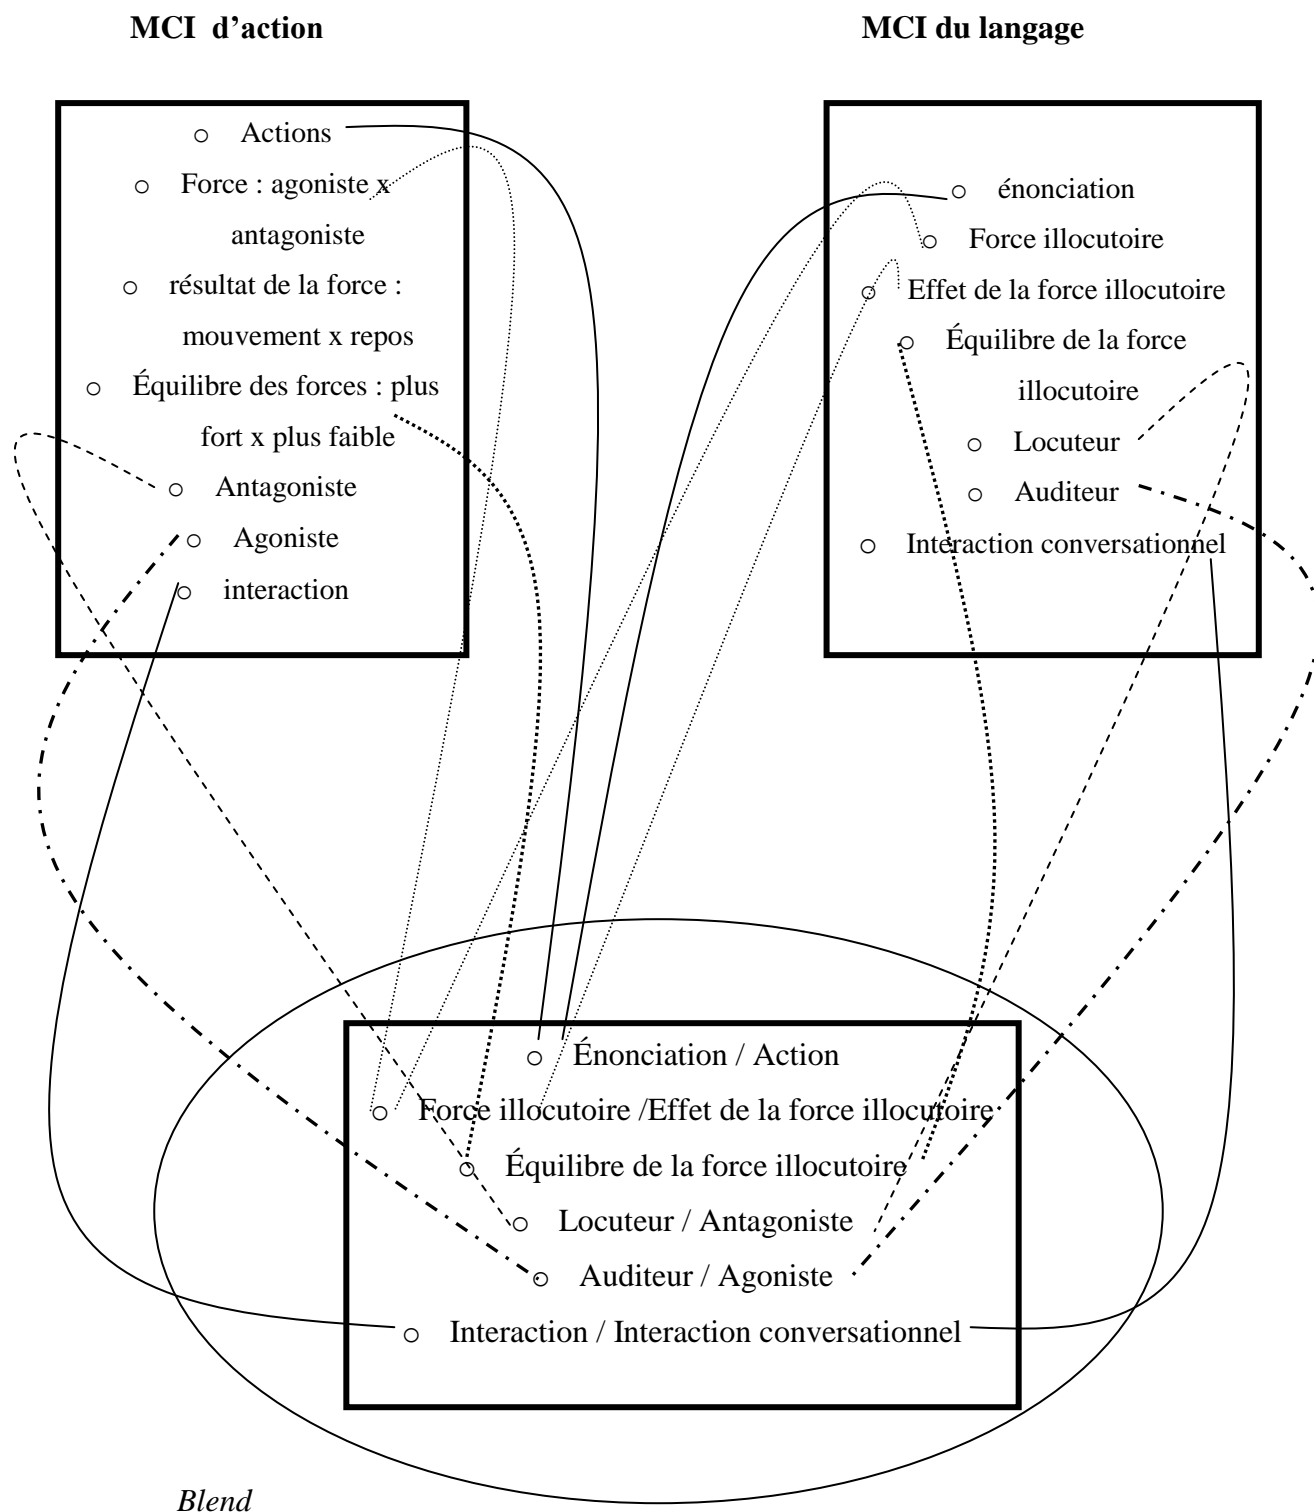 MCI d'action
MCI du langage
○ Actions
○ Force : agoniste x
antagoniste
○ résultat de la force :
mouvement x repos
○ Équilibre des forces : plus
fort x plus faible
○ Antagoniste
○ Agoniste
○ interaction
○ énonciation
○ Force illocutoire
○ Effet de la force illocutoire
○ Équilibre de la force
illocutoire
○ Locuteur
○ Auditeur
○ Interaction conversationnel
○ Énonciation / Action
○ Force illocutoire /Effet de la force illocutoire
○ Équilibre de la force illocutoire
○ Locuteur / Antagoniste
○ Auditeur / Agoniste
○ Interaction / Interaction conversationnel
Blend